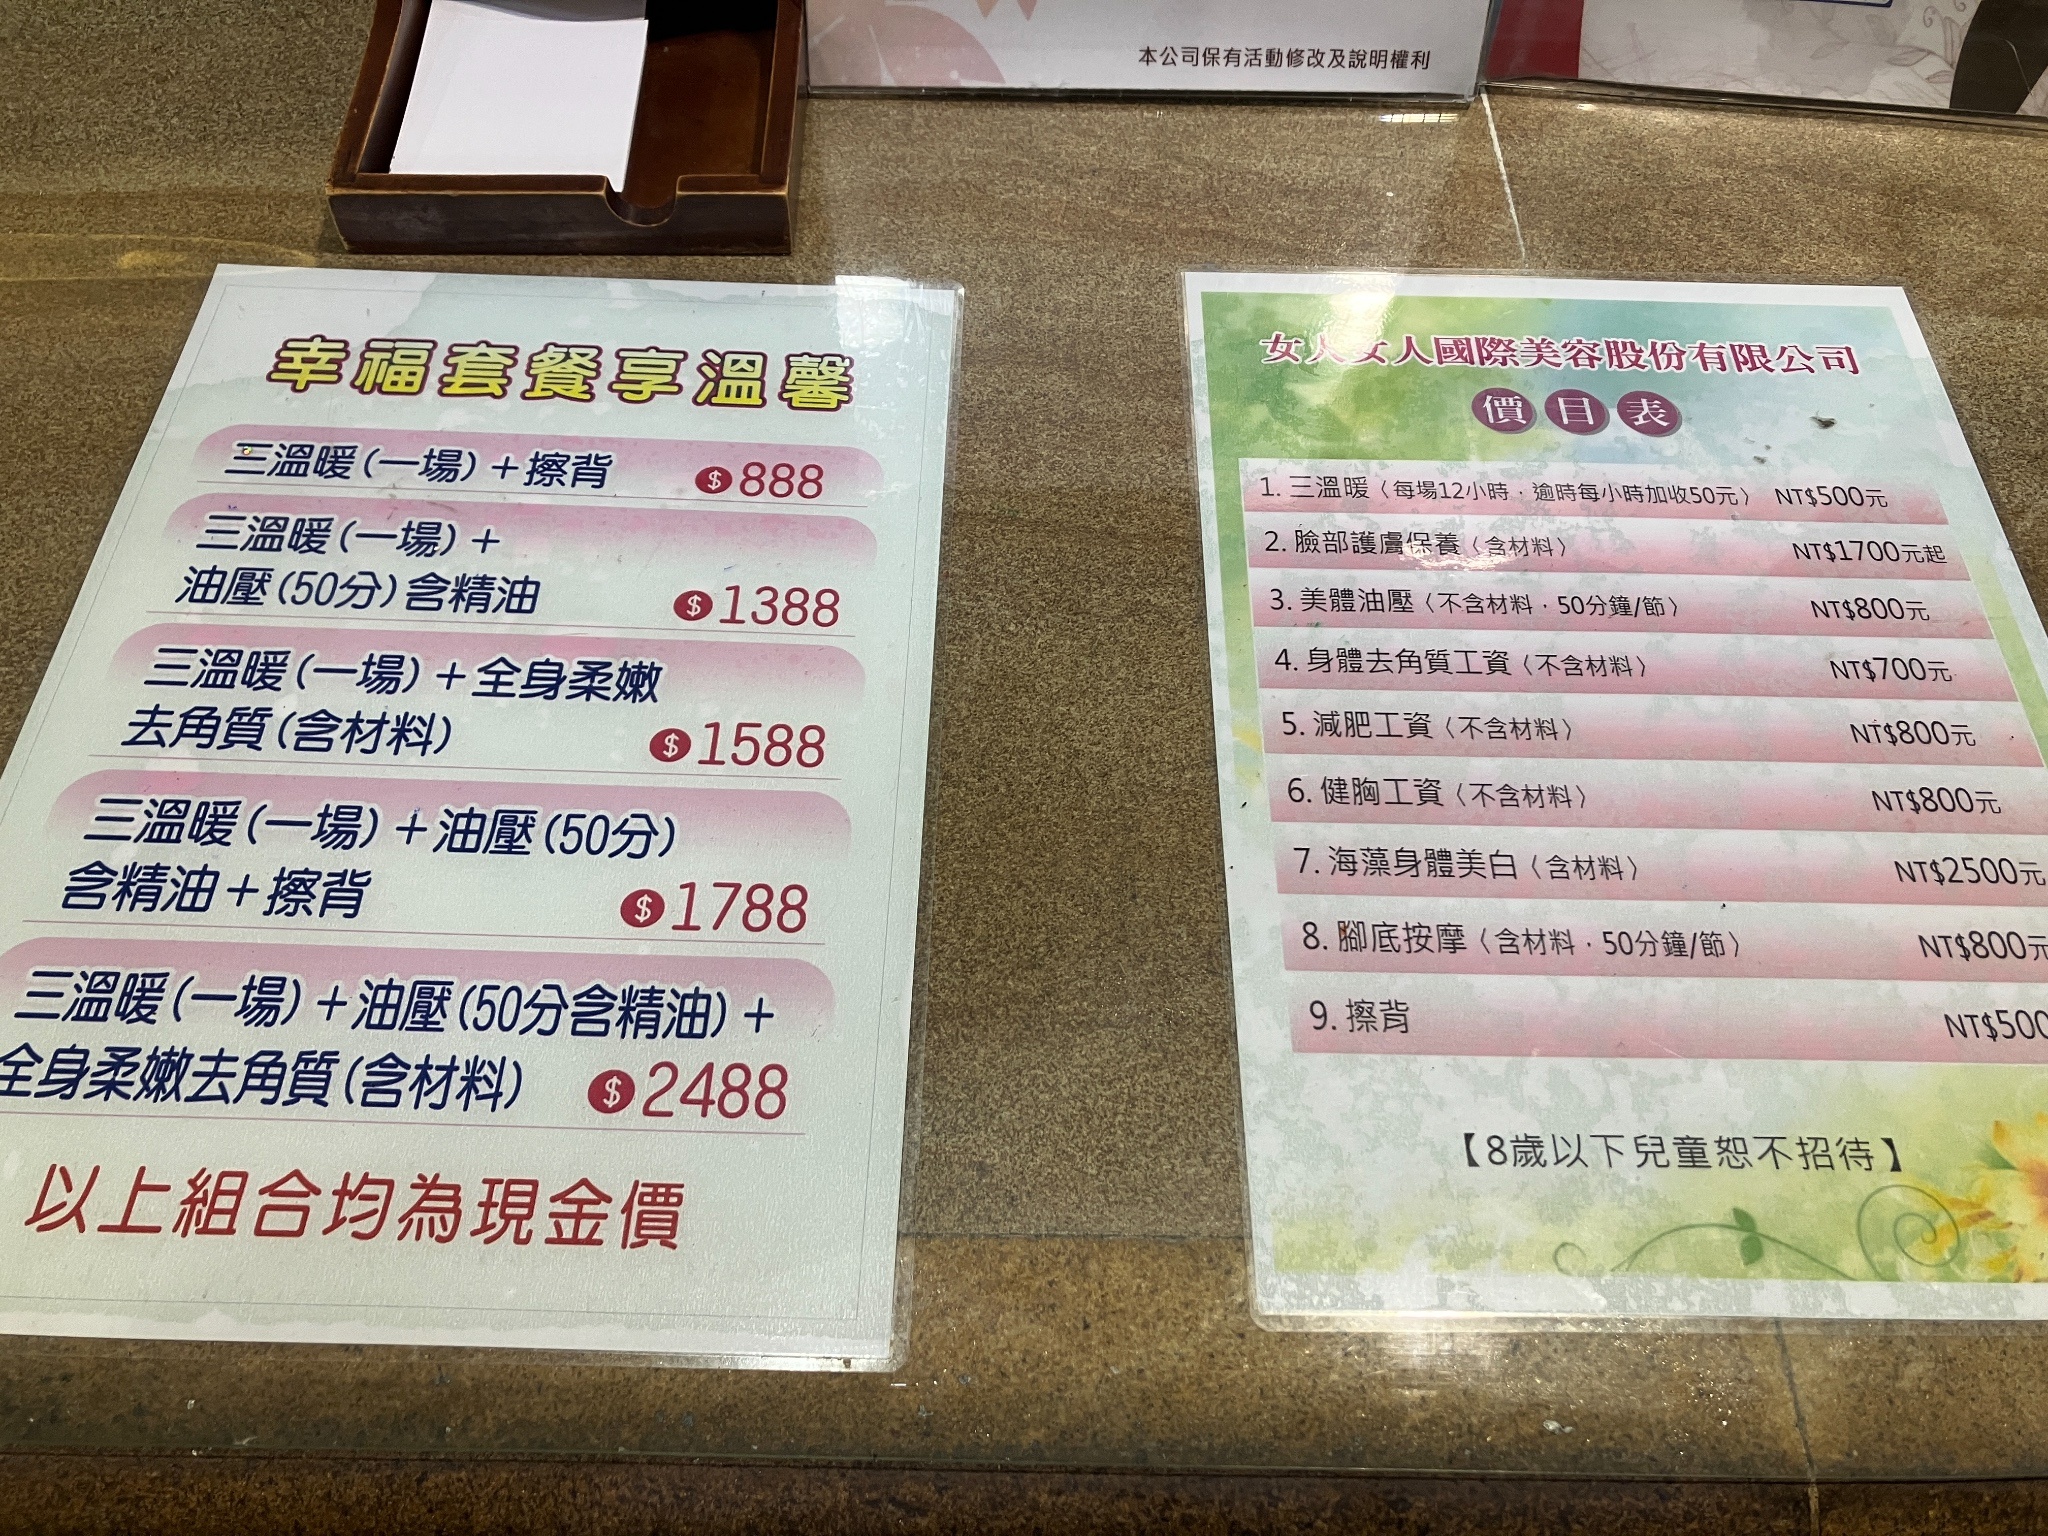 本公司保有活動修改及說明權利
幸福套餐享溫馨
三溫暖(一場)+擦背 $888
三溫暖(一場)+
油壓(50分)含精油 $1388
三溫暖(一場)+全身柔嫩
去角質(含材料) $1588
三溫暖(一場)+油壓(50分)
含精油+擦背 $1788
三溫暖(一場)+油壓(50分含精油)+
全身柔嫩去角質(含材料) $2488
以上組合均為現金價
女人女人國際美容股份有限公司
價目表
1. 三溫暖〈每場12小時．逾時每小時加收50元〉 NT$500元
2. 臉部護膚保養〈含材料〉 NT$1700元起
3. 美體油壓〈不含材料．50分鐘/節〉 NT$800元
4. 身體去角質工資〈不含材料〉 NT$700元
5. 減肥工資〈不含材料〉 NT$800元
6. 健胸工資〈不含材料〉 NT$800元
7. 海藻身體美白〈含材料〉 NT$2500元
8. 腳底按摩〈含材料．50分鐘/節〉 NT$800元
9. 擦背 NT$500
【8歲以下兒童恕不招待】